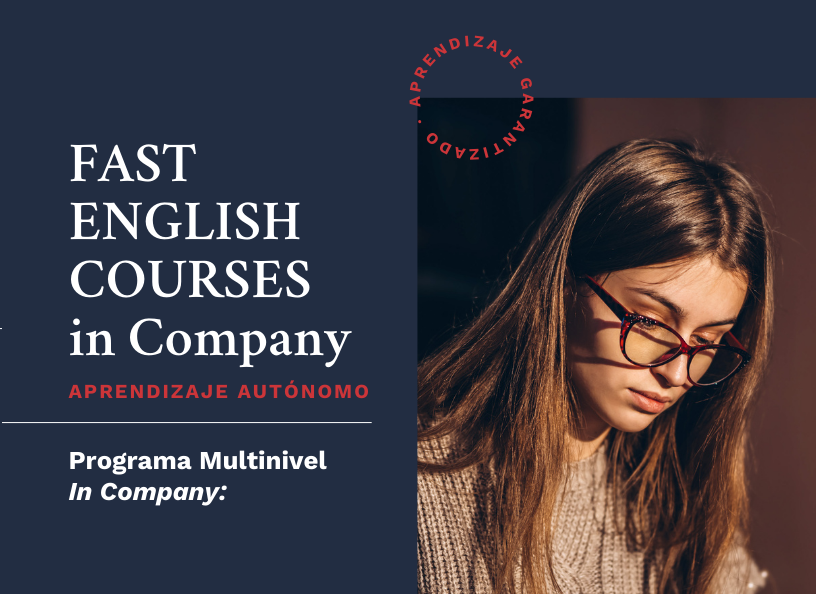 APRENDIZAJE GARANTIZADO ·
FAST
ENGLISH
COURSES
in Company
APRENDIZAJE AUTÓNOMO
Programa Multinivel
In Company: